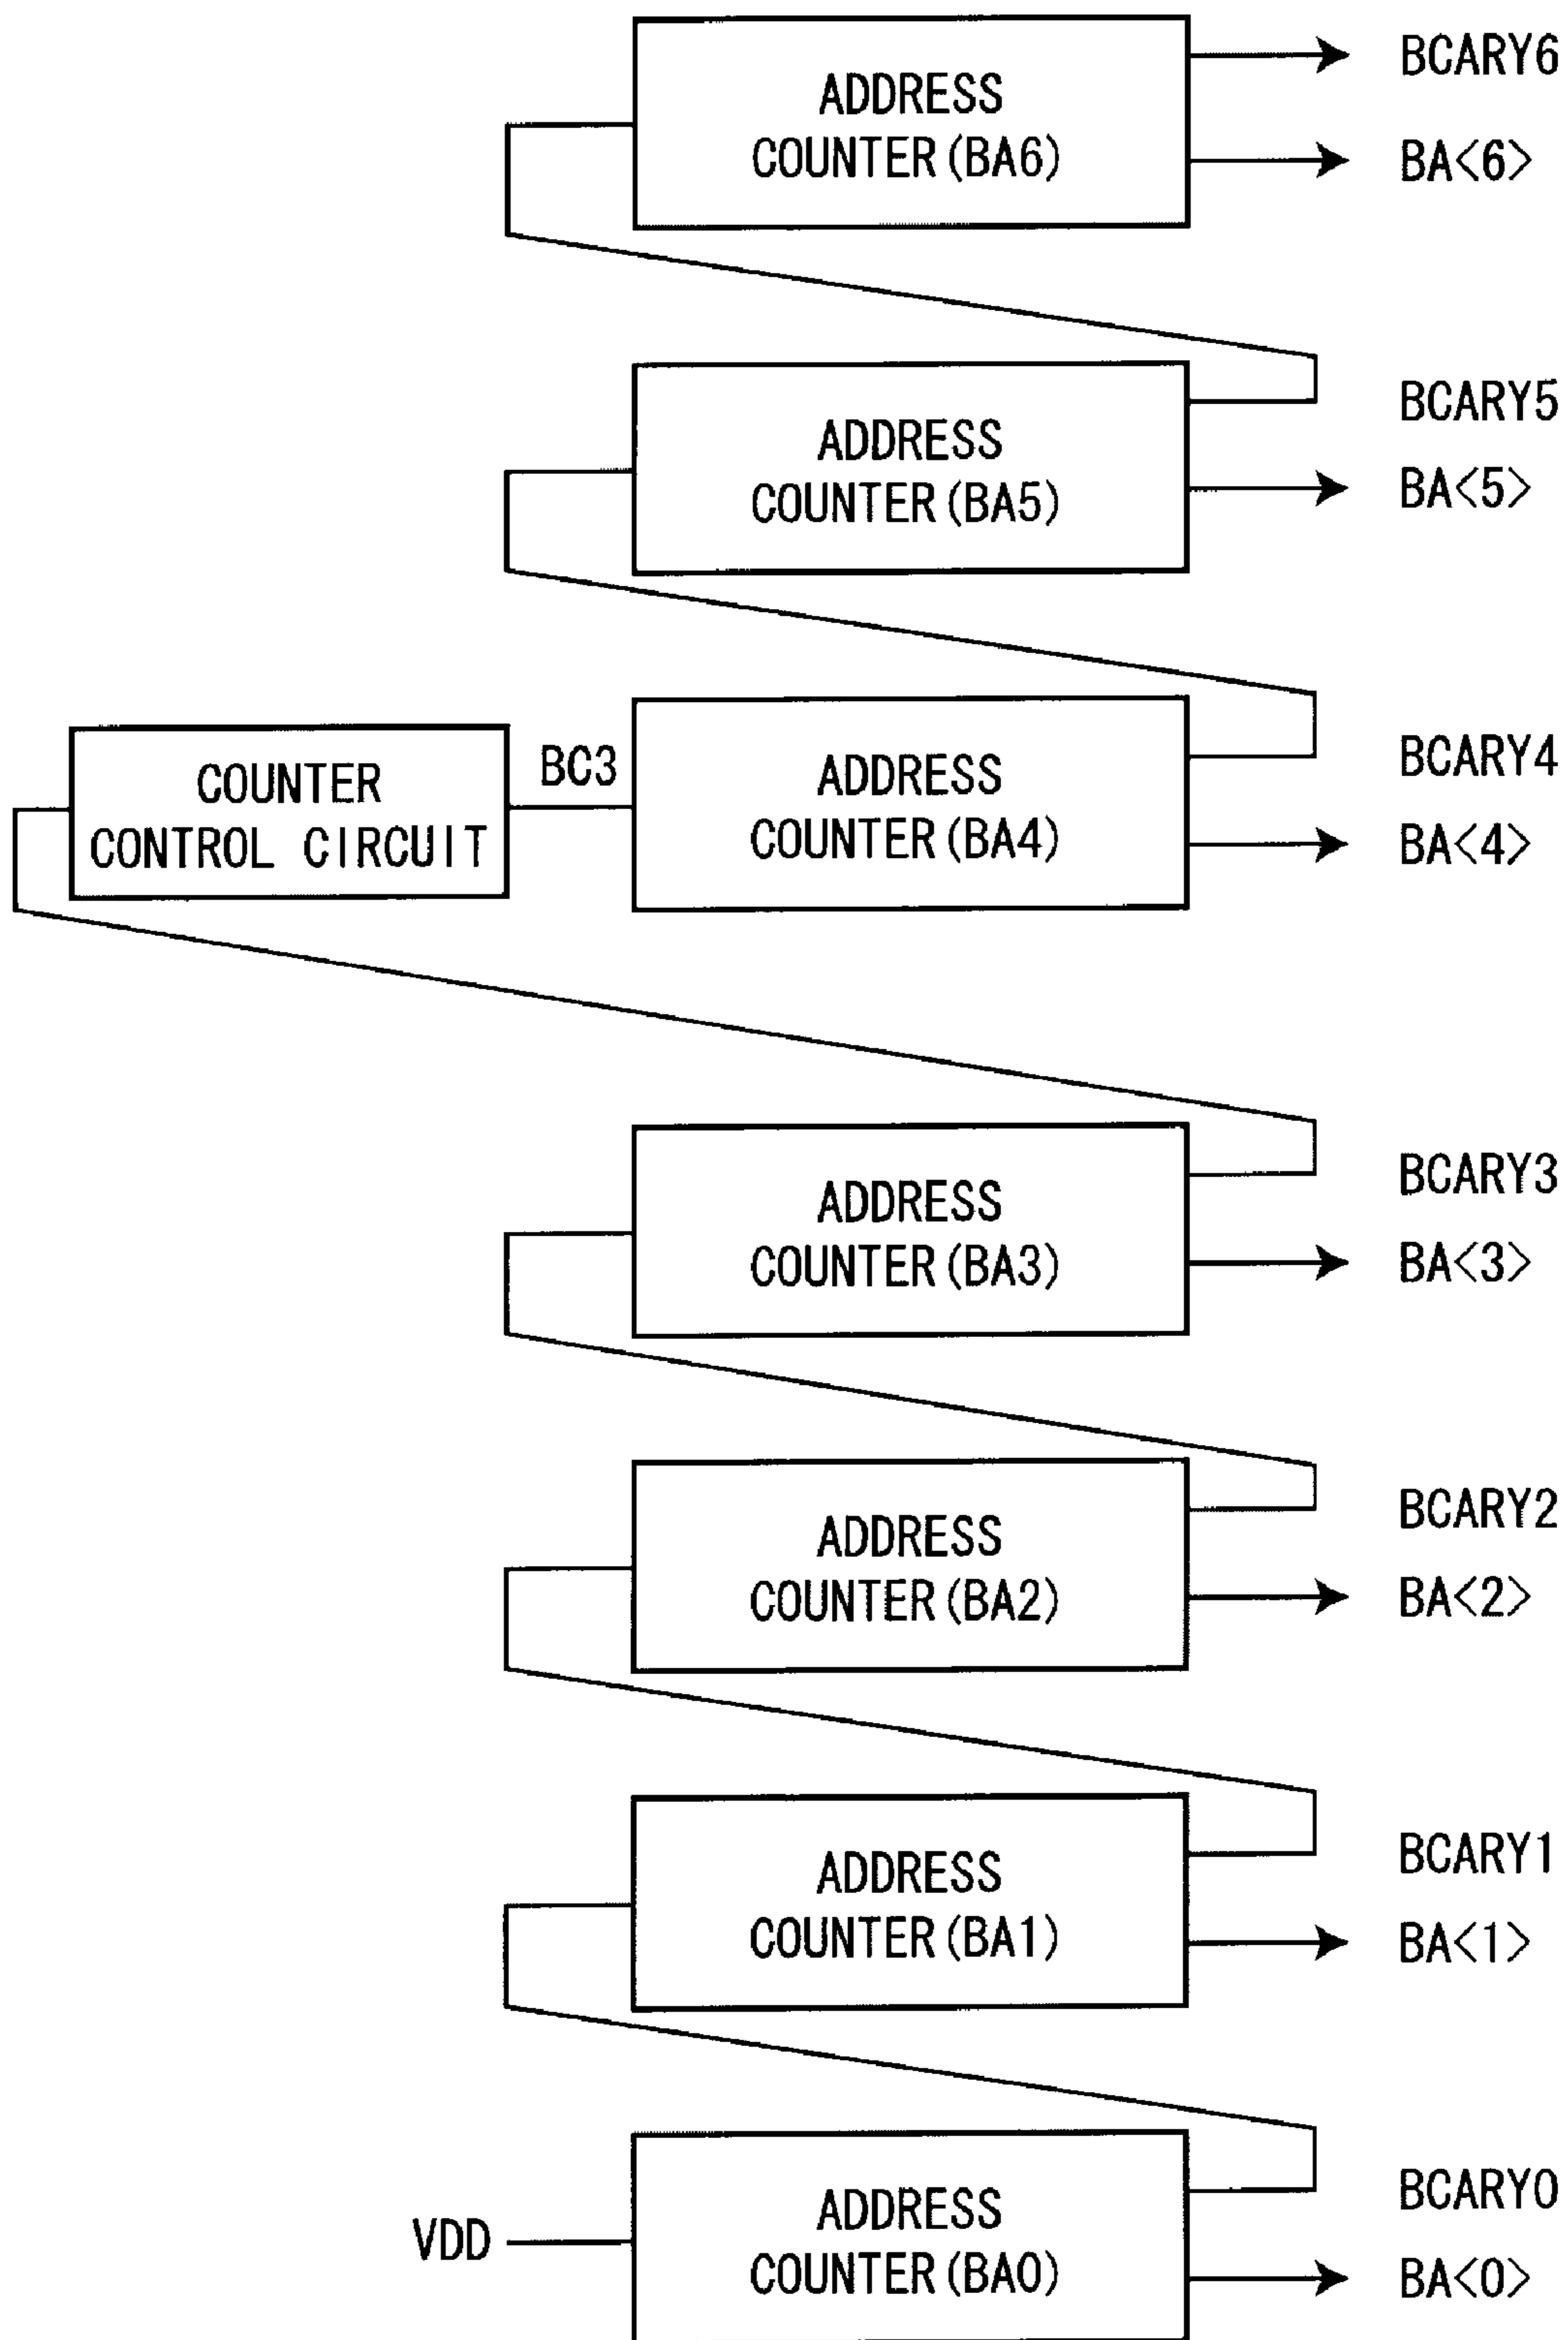 ADDRESS
COUNTER(BA6)
BCARY6
BA<6>
ADDRESS
COUNTER(BA5)
BCARY5
BA<5>
COUNTER
CONTROL CIRCUIT
BC3
ADDRESS
COUNTER(BA4)
BCARY4
BA<4>
ADDRESS
COUNTER(BA3)
BCARY3
BA<3>
ADDRESS
COUNTER(BA2)
BCARY2
BA<2>
ADDRESS
COUNTER(BA1)
BCARY1
BA<1>
VDD
ADDRESS
COUNTER(BA0)
BCARY0
BA<0>